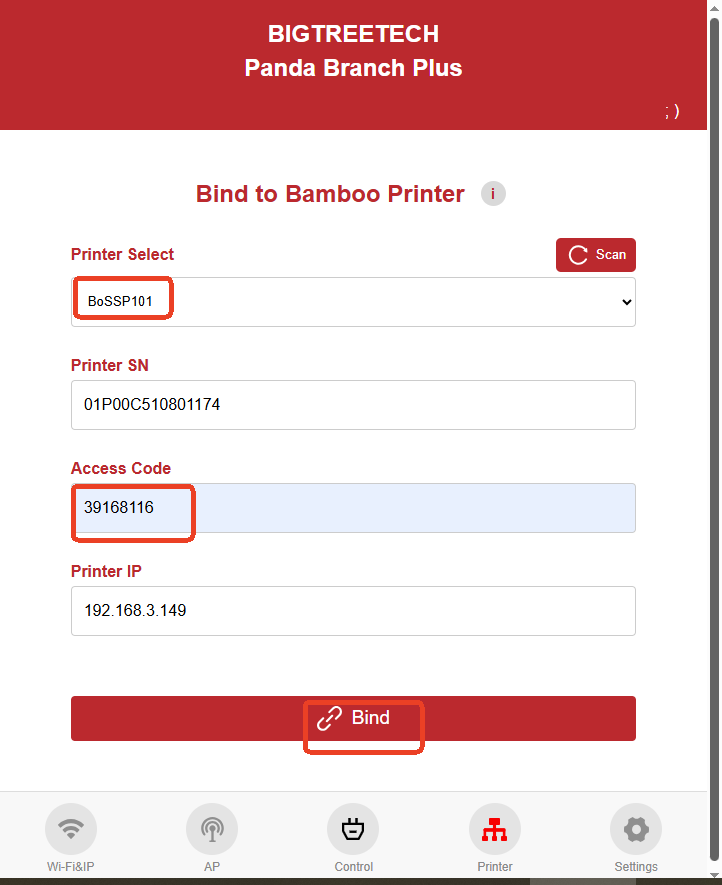 BIGTREETECH
Panda Branch Plus
; )
Bind to Bamboo Printer i
Printer Select
Scan
BoSSP101
Printer SN
01P00C510801174
Access Code
39168116
Printer IP
192.168.3.149
Bind
Wi-Fi&IP AP Control Printer Settings